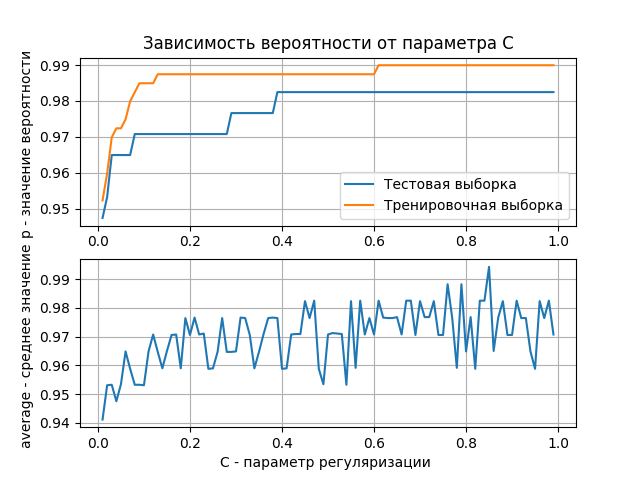 Зависимость вероятности от параметра C
0.99
0.98
0.97
0.96
0.95
0.0 0.2 0.4 0.6 0.8 1.0
Тестовая выборка
Тренировочная выборка
average - среднее значение p - значение вероятности
0.99
0.98
0.97
0.96
0.95
0.94
0.0 0.2 0.4 0.6 0.8 1.0
C - параметр регуляризации